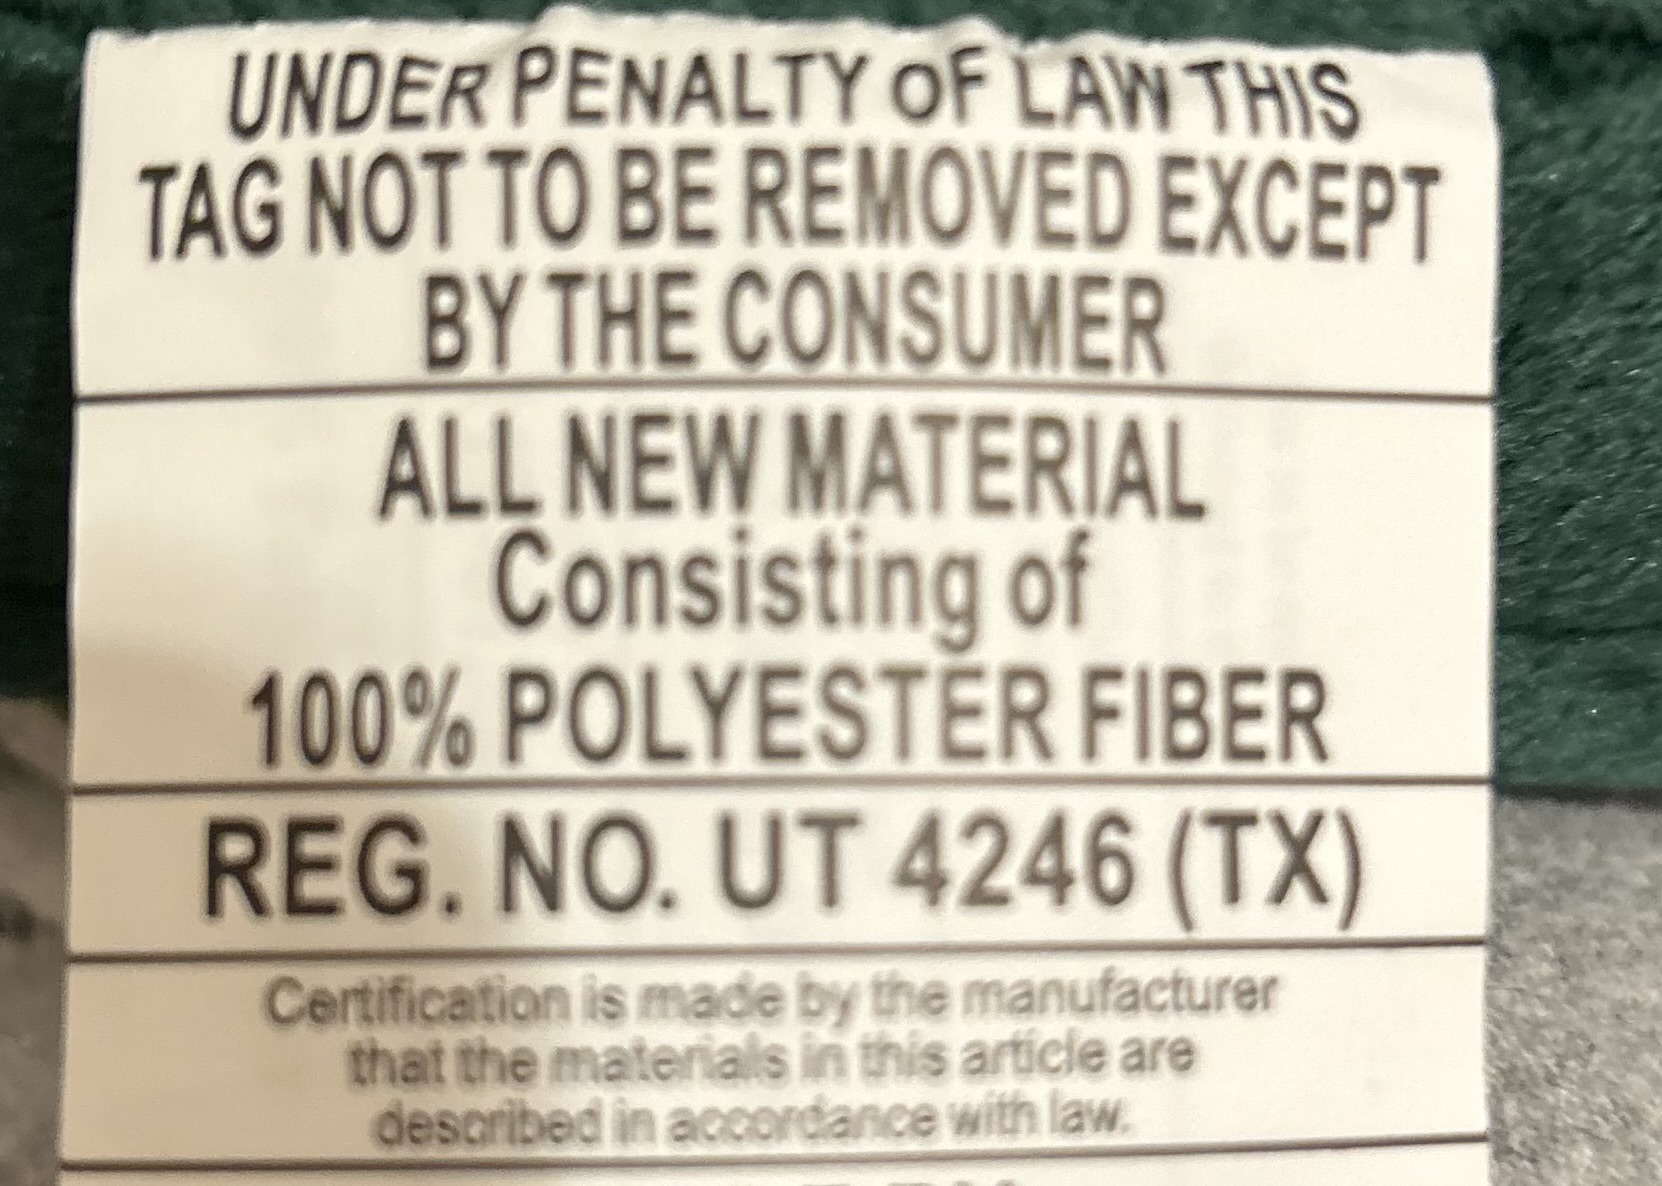 UNDER PENALTY OF LAW THIS
TAG NOT TO BE REMOVED EXCEPT
BY THE CONSUMER
ALL NEW MATERIAL
Consisting of
100% POLYESTER FIBER
REG. NO. UT 4246 (TX)
Certification is made by the manufacturer
that the materials in this article are
described in accordance with law.